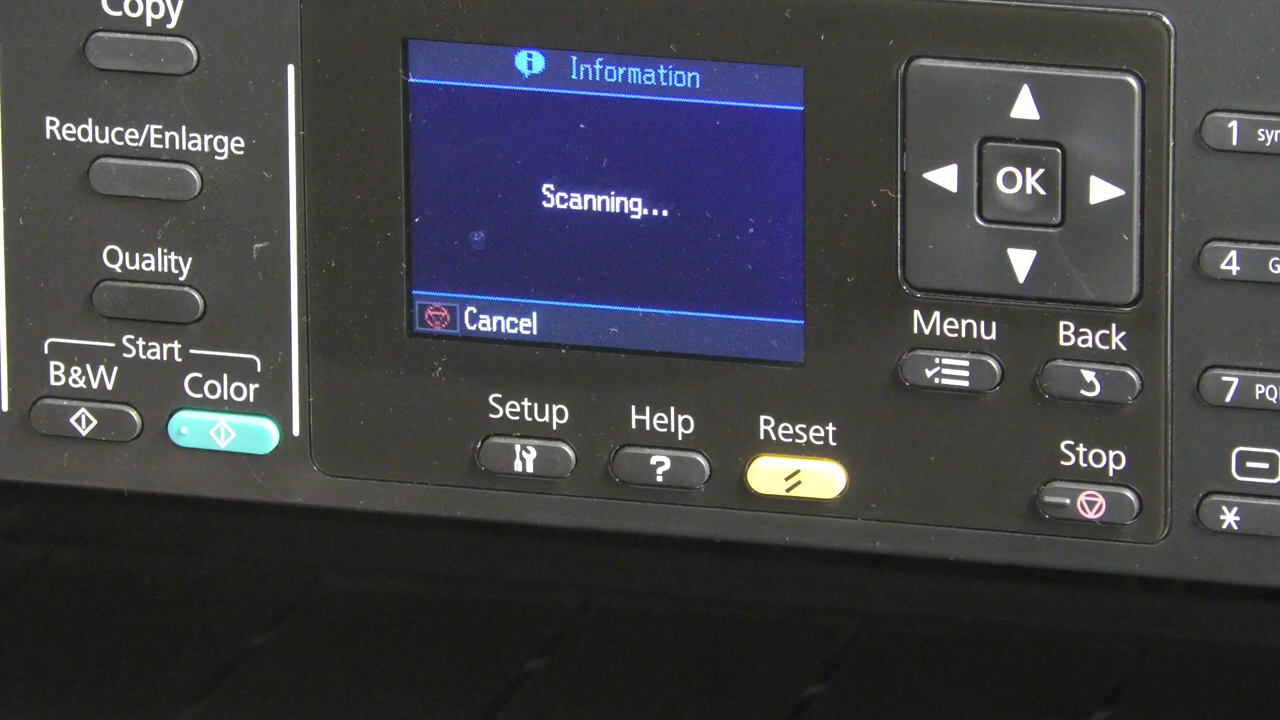 Copy
Reduce/Enlarge
Quality
Start
B&W
Color
Information
Scanning...
Cancel
Setup
Help
?
Reset
OK
Menu
Back
Stop
1
4
7
*